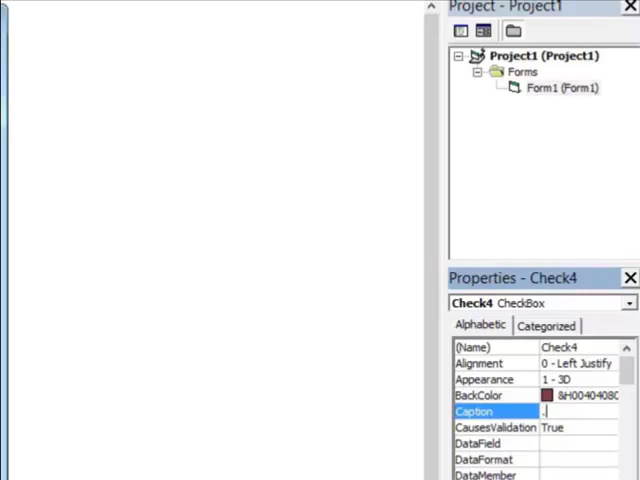 Project - Project1
Project1 (Project1)
Forms
Form1 (Form1)
Properties - Check4
Check4 CheckBox
Alphabetic Categorized
(Name) Check4
Alignment 0 - Left Justify
Appearance 1 - 3D
BackColor &H00404080
Caption .
CausesValidation True
DataField
DataFormat
DataMember